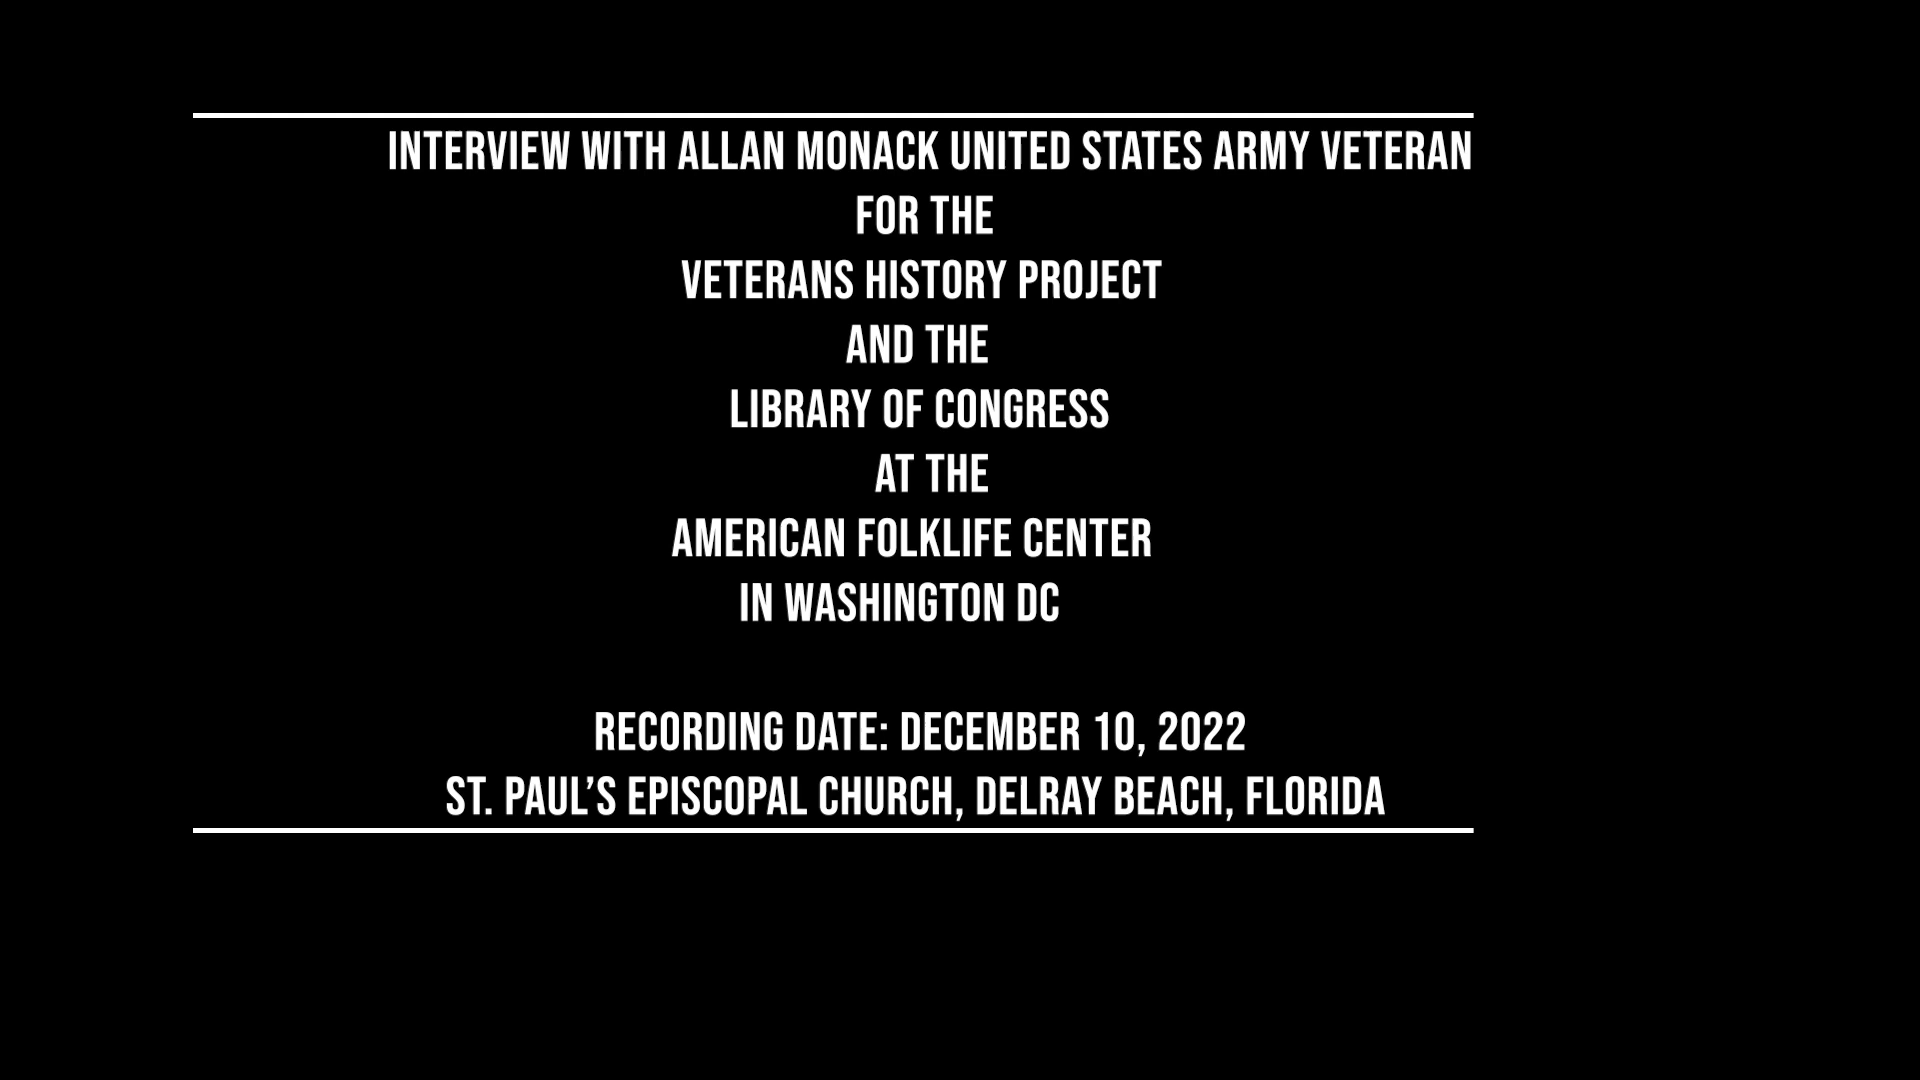 INTERVIEW WITH ALLAN MONACK UNITED STATES ARMY VETERAN
FOR THE
VETERANS HISTORY PROJECT
AND THE
LIBRARY OF CONGRESS
AT THE
AMERICAN FOLKLIFE CENTER
IN WASHINGTON DC
RECORDING DATE: DECEMBER 10, 2022
ST. PAUL’S EPISCOPAL CHURCH, DELRAY BEACH, FLORIDA